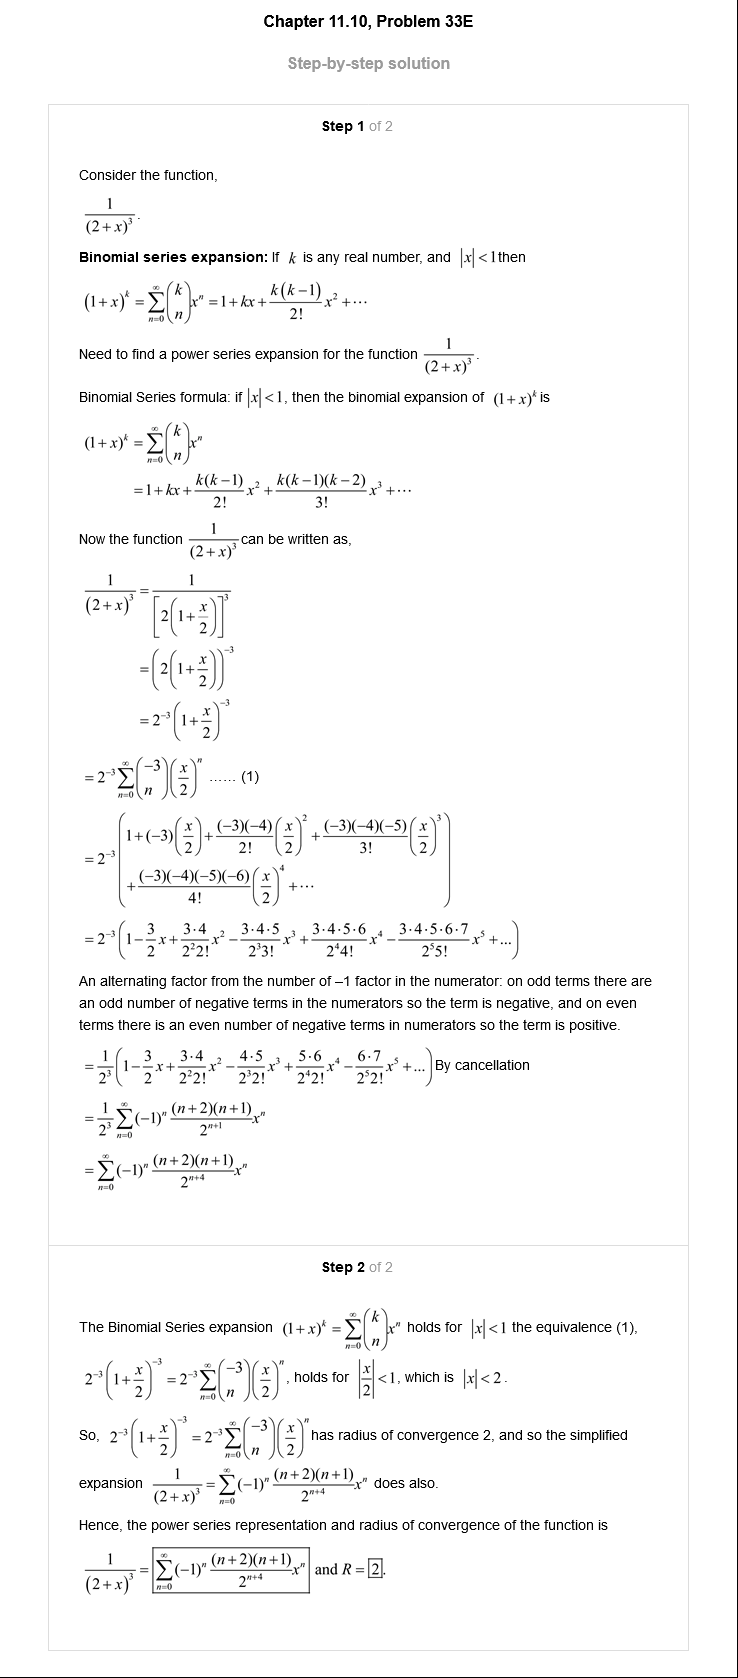 Chapter 11.10, Problem 33E
Step-by-step solution
Step 1 of 2
Consider the function,
$\frac{1}{(2+x)^3}$.
Binomial series expansion: If $k$ is any real number, and $|x|<1$ then
$(1+x)^k = \sum_{n=0}^{\infty} \binom{k}{n} x^n = 1+kx+\frac{k(k-1)}{2!}x^2+\cdots$
Need to find a power series expansion for the function $\frac{1}{(2+x)^3}$.
Binomial Series formula: if $|x|<1$, then the binomial expansion of $(1+x)^k$ is
$(1+x)^k = \sum_{n=0}^{\infty} \binom{k}{n} x^n$
$=1+kx+\frac{k(k-1)}{2!}x^2+\frac{k(k-1)(k-2)}{3!}x^3+\cdots$
Now the function $\frac{1}{(2+x)^3}$ can be written as,
$\frac{1}{(2+x)^3} = \frac{1}{\left[2\left(1+\frac{x}{2}\right)\right]^3}$
$=\left(2\left(1+\frac{x}{2}\right)\right)^{-3}$
$=2^{-3}\left(1+\frac{x}{2}\right)^{-3}$
$=2^{-3}\sum_{n=0}^{\infty}\binom{-3}{n}\left(\frac{x}{2}\right)^n$ ...... (1)
$=2^{-3}\left(1+(-3)\left(\frac{x}{2}\right)+\frac{(-3)(-4)}{2!}\left(\frac{x}{2}\right)^2+\frac{(-3)(-4)(-5)}{3!}\left(\frac{x}{2}\right)^3\right.$
$\left.+\frac{(-3)(-4)(-5)(-6)}{4!}\left(\frac{x}{2}\right)^4+\cdots\right)$
$=2^{-3}\left(1-\frac{3}{2}x+\frac{3\cdot4}{2^2 2!}x^2-\frac{3\cdot4\cdot5}{2^3 3!}x^3+\frac{3\cdot4\cdot5\cdot6}{2^4 4!}x^4-\frac{3\cdot4\cdot5\cdot6\cdot7}{2^5 5!}x^5+...\right)$
An alternating factor from the number of –1 factor in the numerator: on odd terms there are
an odd number of negative terms in the numerators so the term is negative, and on even
terms there is an even number of negative terms in numerators so the term is positive.
$=\frac{1}{2^3}\left(1-\frac{3}{2}x+\frac{3\cdot4}{2^2 2!}x^2-\frac{4\cdot5}{2^3 2!}x^3+\frac{5\cdot6}{2^4 2!}x^4-\frac{6\cdot7}{2^5 2!}x^5+...\right)$ By cancellation
$=\frac{1}{2^3}\sum_{n=0}^{\infty}(-1)^n\frac{(n+2)(n+1)}{2^{n+1}}x^n$
$=\sum_{n=0}^{\infty}(-1)^n\frac{(n+2)(n+1)}{2^{n+4}}x^n$
Step 2 of 2
The Binomial Series expansion $(1+x)^k = \sum_{n=0}^{\infty}\binom{k}{n}x^n$ holds for $|x|<1$ the equivalence (1),
$2^{-3}\left(1+\frac{x}{2}\right)^{-3} = 2^{-3}\sum_{n=0}^{\infty}\binom{-3}{n}\left(\frac{x}{2}\right)^n$, holds for $\left|\frac{x}{2}\right|<1$, which is $|x|<2$.
So, $2^{-3}\left(1+\frac{x}{2}\right)^{-3} = 2^{-3}\sum_{n=0}^{\infty}\binom{-3}{n}\left(\frac{x}{2}\right)^n$ has radius of convergence 2, and so the simplified
expansion $\frac{1}{(2+x)^3} = \sum_{n=0}^{\infty}(-1)^n\frac{(n+2)(n+1)}{2^{n+4}}x^n$ does also.
Hence, the power series representation and radius of convergence of the function is
$\frac{1}{(2+x)^3} = \boxed{\sum_{n=0}^{\infty}(-1)^n\frac{(n+2)(n+1)}{2^{n+4}}x^n}$ and $R=\boxed{2}$.